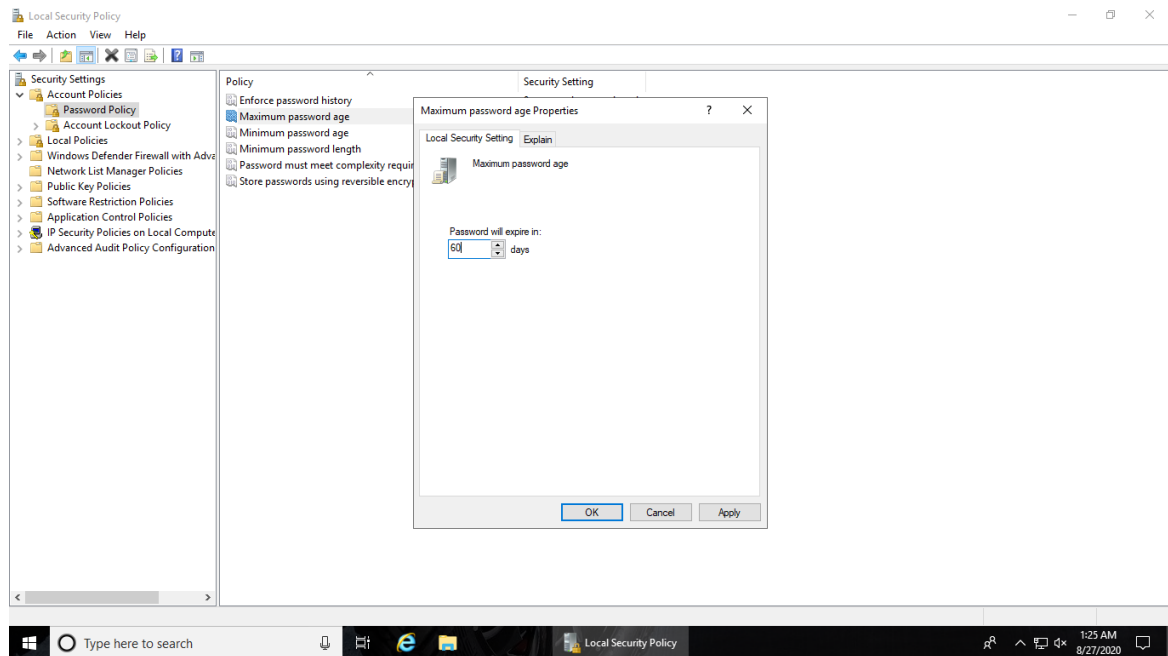 Local Security Policy
File Action View Help
Security Settings
Account Policies
Password Policy
Account Lockout Policy
Local Policies
Windows Defender Firewall with Adva
Network List Manager Policies
Public Key Policies
Software Restriction Policies
Application Control Policies
IP Security Policies on Local Compute
Advanced Audit Policy Configuration
Policy Security Setting
Enforce password history
Maximum password age
Minimum password age
Minimum password length
Password must meet complexity requir
Store passwords using reversible encryp
Maximum password age Properties
Local Security Setting Explain
Maximum password age
Password will expire in:
60 days
OK Cancel Apply
Type here to search
Local Security Policy
1:25 AM
8/27/2020